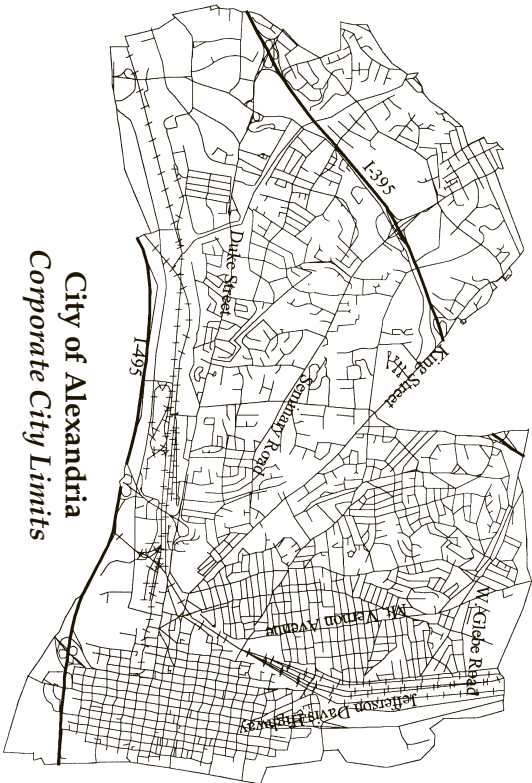 City of Alexandria
Corporate City Limits
I-395
King Street
Duke Street
Seminary Road
I-495
W. Glebe Road
Mt. Vernon Avenue
Jefferson Davis Highway